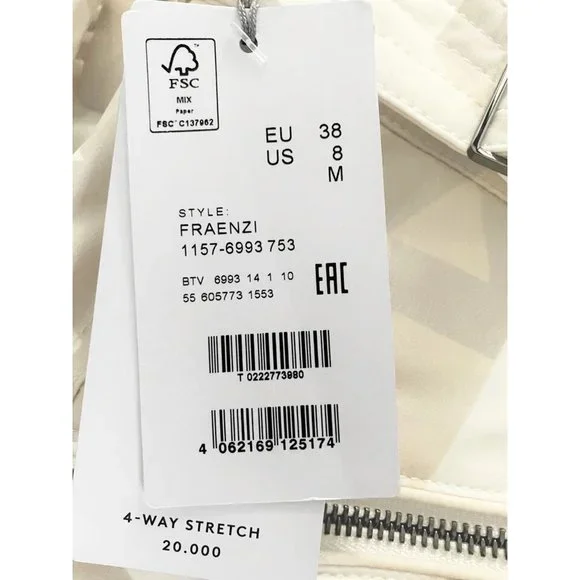 FSC
MIX
Paper
FSC® C137962
EU 38
US 8
M
STYLE:
FRAENZI
1157-6993 753
BTV 6993 14 1 10
55 605773 1553
EAC
T 0222773980
4 062169 125174
4-WAY STRETCH
20.000